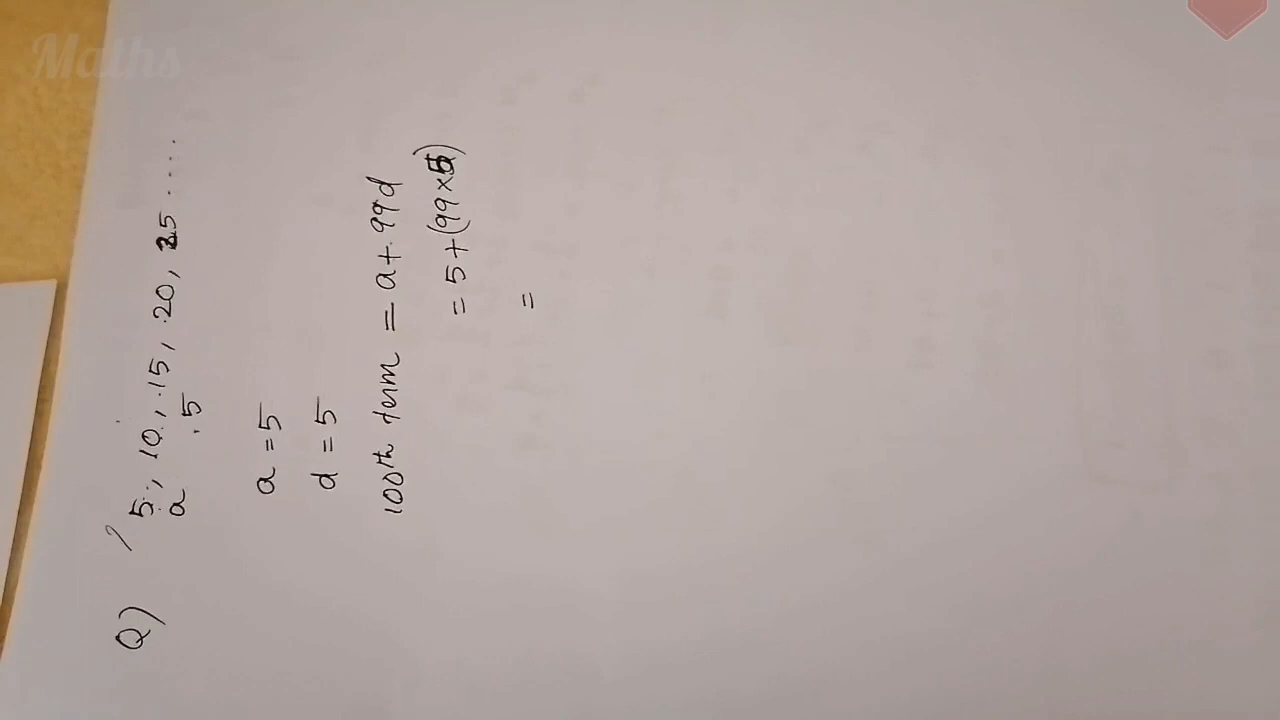 Maths
Q) 5, 10, 15, 20, 25 ....
a 5
a = 5
d = 5
100th term = a + 99d
= 5 + (99 × 5)
=